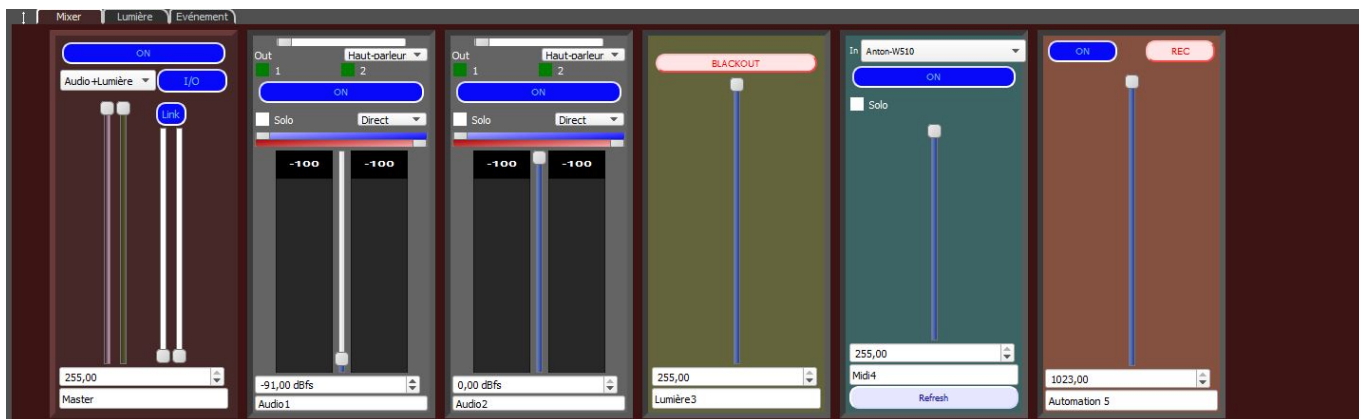 Mixer
Lumière
Evénement
ON
Audio+Lumière
I/O
Link
255,00
Master
Out
Haut-parleur
1
2
ON
Solo
Direct
-100
-100
-91,00 dBfs
Audio1
Out
Haut-parleur
1
2
ON
Solo
Direct
-100
-100
0,00 dBfs
Audio2
BLACKOUT
255,00
Lumière3
In
Anton-W510
ON
Solo
255,00
Midi4
Refresh
ON
REC
1023,00
Automation 5